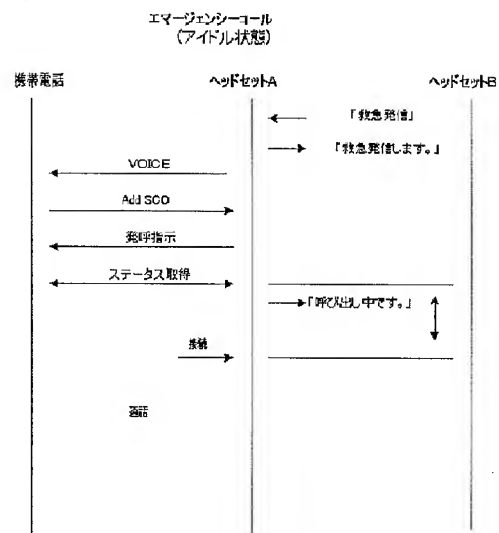 エマージェンシーコール
（アイドル状態）
携帯電話
ヘッドセットA
ヘッドセットB
「救急発信」
「救急発信します。」
VOICE
Add SCO
発呼指示
ステータス取得
「呼び出し中です。」
接続
通話